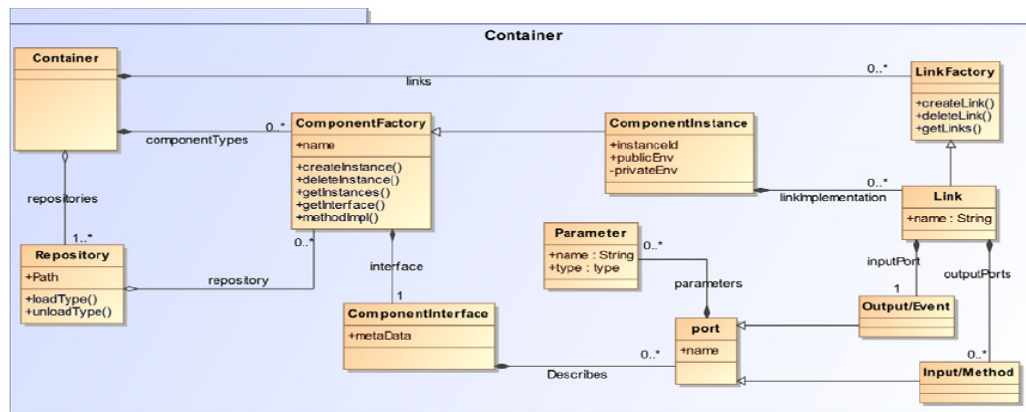 Container
Container
links
0..*
LinkFactory
+createLink()
+deleteLink()
+getLinks()
componentTypes
0..*
ComponentFactory
+name
+createInstance()
+deleteInstance()
+getInstances()
+getInterface()
+methodImpl()
ComponentInstance
+instanceId
+publicEnv
-privateEnv
linkImplementation
0..*
Link
+name : String
repositories
1..*
Repository
+Path
+loadType()
+unloadType()
repository
0..*
interface
1
Parameter
+name : String
+type : type
0..*
parameters
inputPort
1
outputPorts
0..*
Output/Event
ComponentInterface
+metaData
Describes
0..*
port
+name
Input/Method